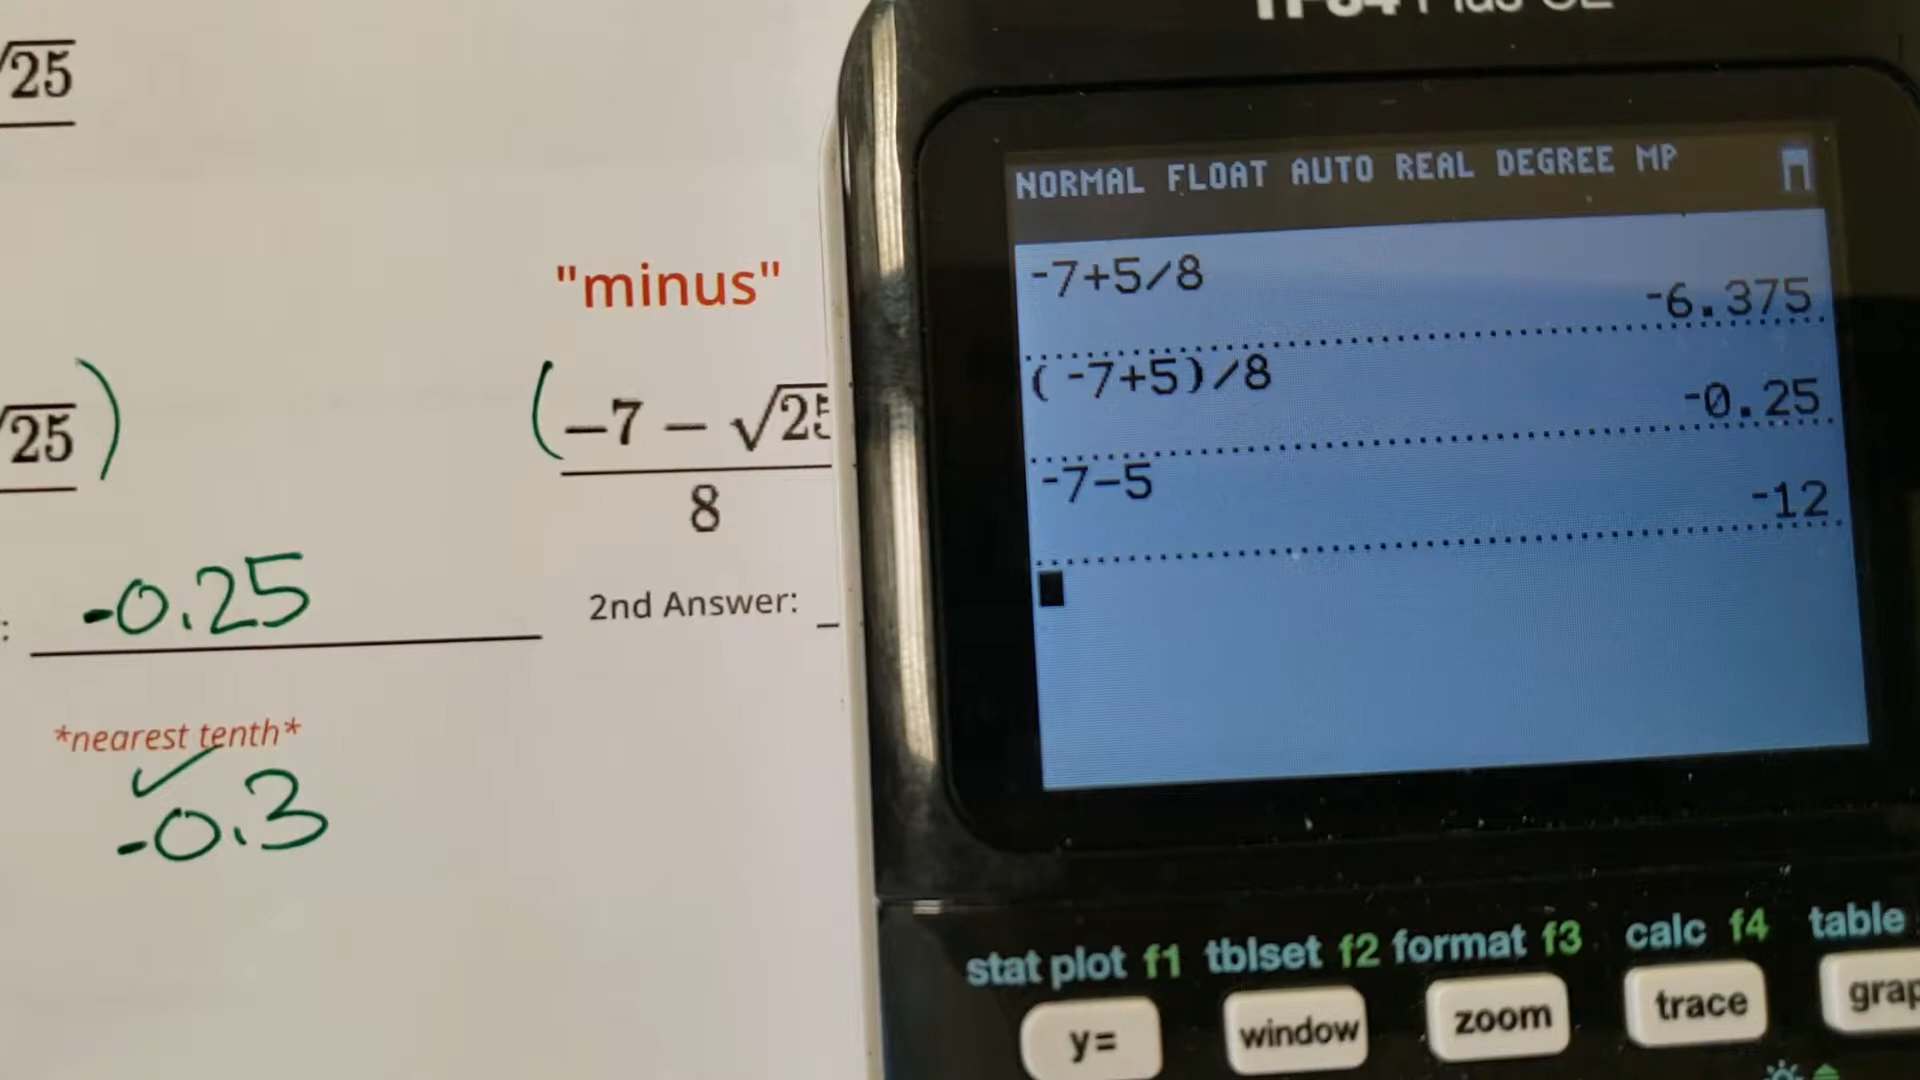 √25
"minus"
√25)
(−7 − √25
8
-0.25
2nd Answer:
*nearest tenth*
✓
-0.3
NORMAL FLOAT AUTO REAL DEGREE MP
-7+5/8
-6.375
(-7+5)/8
-0.25
-7-5
-12
stat plot f1 tblset f2 format f3 calc f4 table
y= window zoom trace